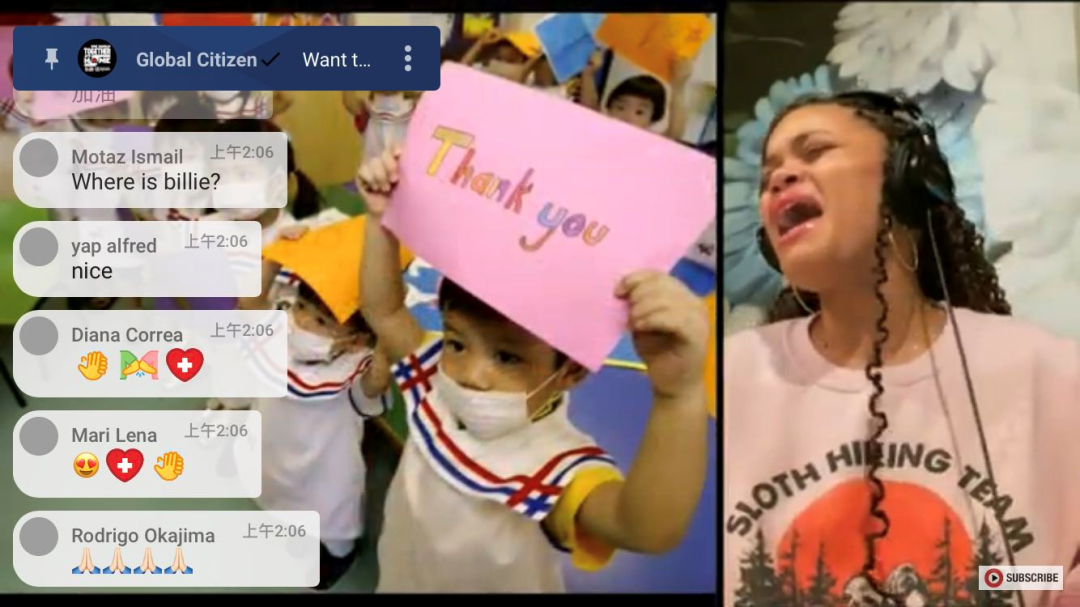 Global Citizen ✓ Want t...
加油
Motaz Ismail 上午2:06
Where is billie?
yap alfred 上午2:06
nice
Diana Correa 上午2:06
Mari Lena 上午2:06
Rodrigo Okajima 上午2:06
Thank
you
SLOTH HIKING TEAM
SUBSCRIBE